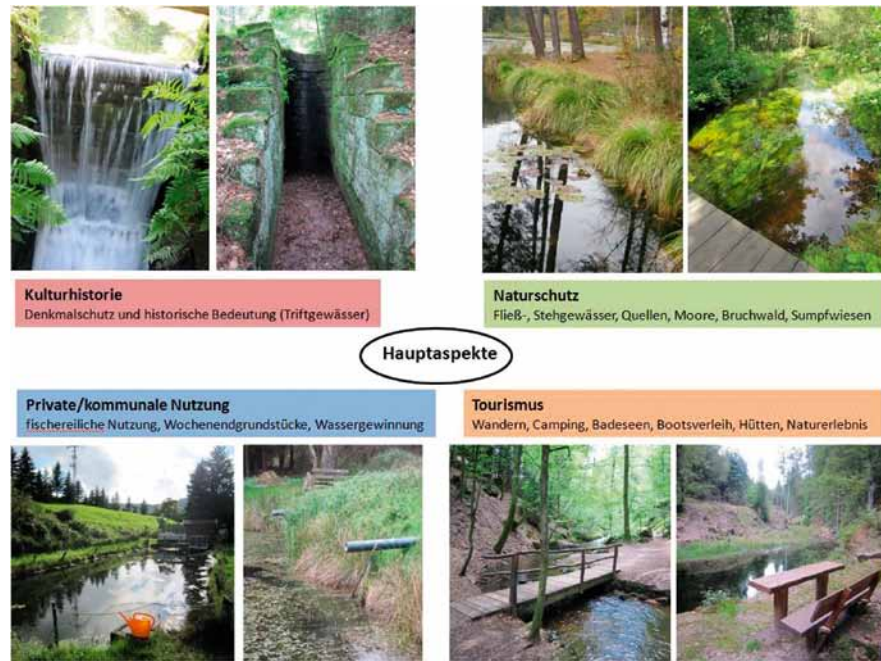 Kulturhistorie
Denkmalschutz und historische Bedeutung (Triftgewässer)
Naturschutz
Fließ-, Stehgewässer, Quellen, Moore, Bruchwald, Sumpfwiesen
Hauptaspekte
Private/kommunale Nutzung
fischereiliche Nutzung, Wochenendgrundstücke, Wassergewinnung
Tourismus
Wandern, Camping, Badeseen, Bootsverleih, Hütten, Naturerlebnis